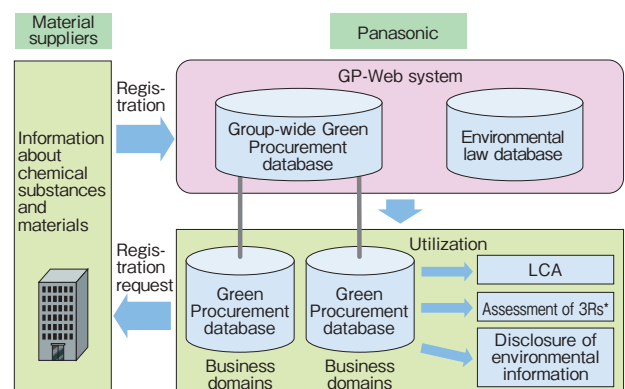 Material
suppliers
Panasonic
GP-Web system
Regis-
tration
Group-wide Green
Procurement
database
Environmental
law database
Information
about
chemical
substances
and
materials
Regis-
tration
request
Utilization
Green
Procurement
database
Business
domains
Green
Procurement
database
Business
domains
LCA
Assessment of 3Rs*
Disclosure of
environmental
information